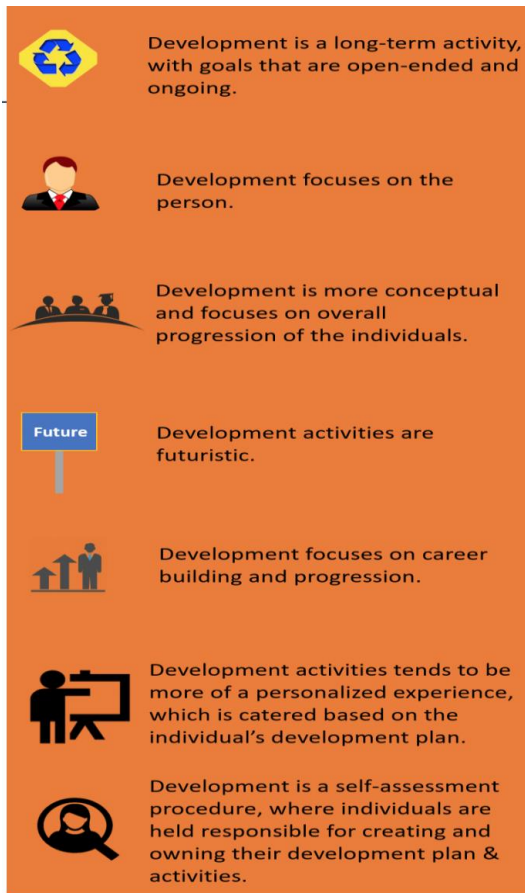 Development is a long-term activity,
with goals that are open-ended and
ongoing.
Development focuses on the
person.
Development is more conceptual
and focuses on overall
progression of the individuals.
Future
Development activities are
futuristic.
Development focuses on career
building and progression.
Development activities tends to be
more of a personalized experience,
which is catered based on the
individual’s development plan.
Development is a self-assessment
procedure, where individuals are
held responsible for creating and
owning their development plan &
activities.